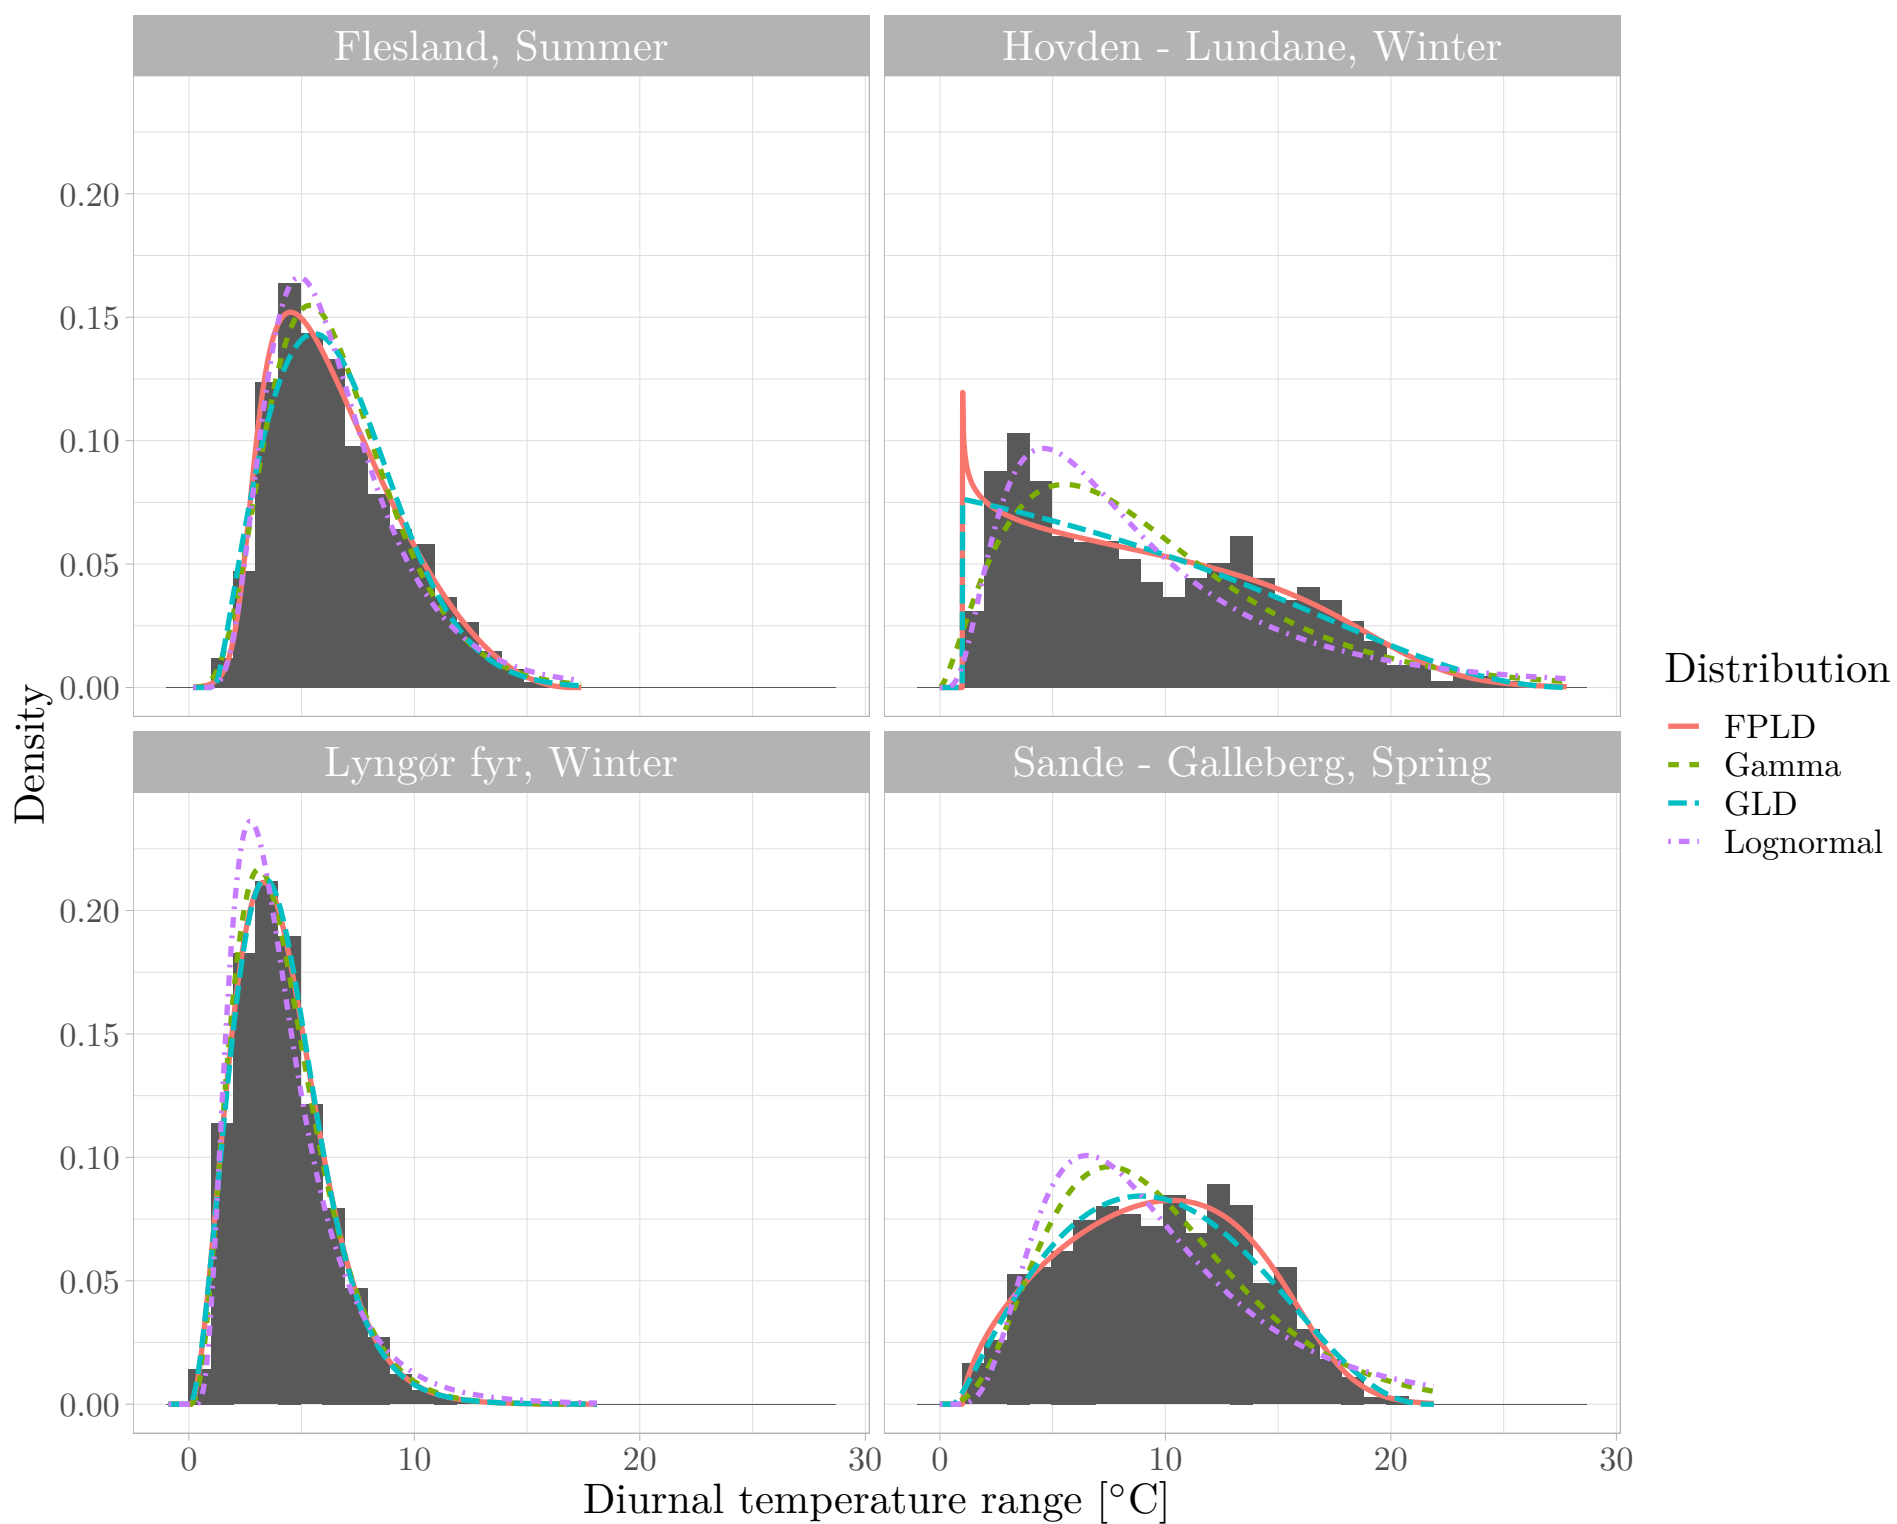 Flesland, Summer
Hovden - Lundane, Winter
0.20
0.15
0.10
0.05
0.00
Density
Lyngør fyr, Winter
Sande - Galleberg, Spring
0.20
0.15
0.10
0.05
0.00
0 10 20 30 0 10 20 30
Diurnal temperature range [°C]
Distribution
FPLD
Gamma
GLD
Lognormal